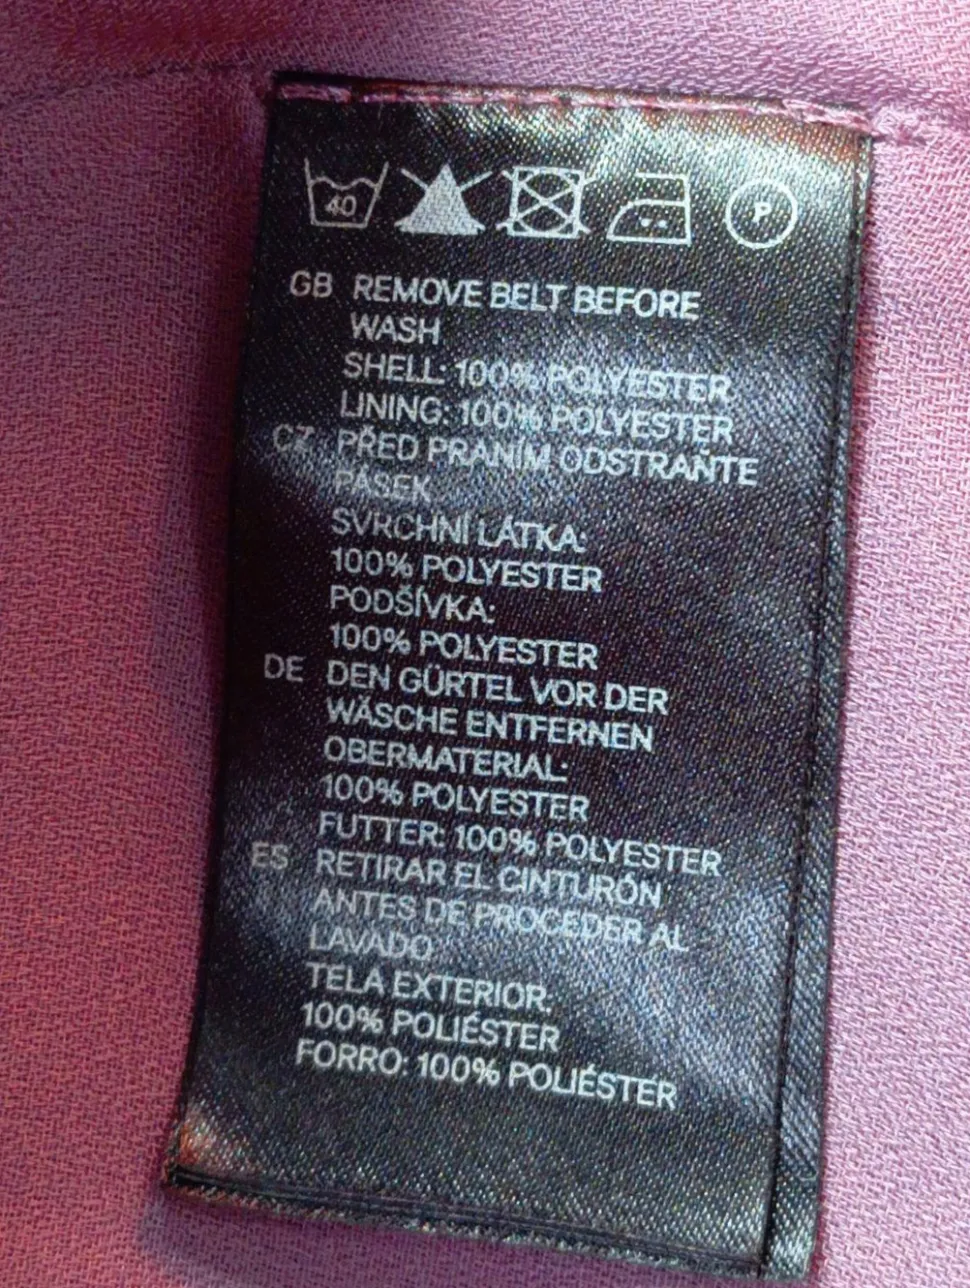 40 P
GB REMOVE BELT BEFORE
WASH
SHELL: 100% POLYESTER
LINING: 100% POLYESTER
CZ PŘED PRANÍM ODSTRAŇTE
PÁSEK
SVRCHNÍ LÁTKA:
100% POLYESTER
PODŠÍVKA:
100% POLYESTER
DE DEN GÜRTEL VOR DER
WÄSCHE ENTFERNEN
OBERMATERIAL:
100% POLYESTER
FUTTER: 100% POLYESTER
ES RETIRAR EL CINTURÓN
ANTES DE PROCEDER AL
LAVADO
TELA EXTERIOR:
100% POLIÉSTER
FORRO: 100% POLIÉSTER